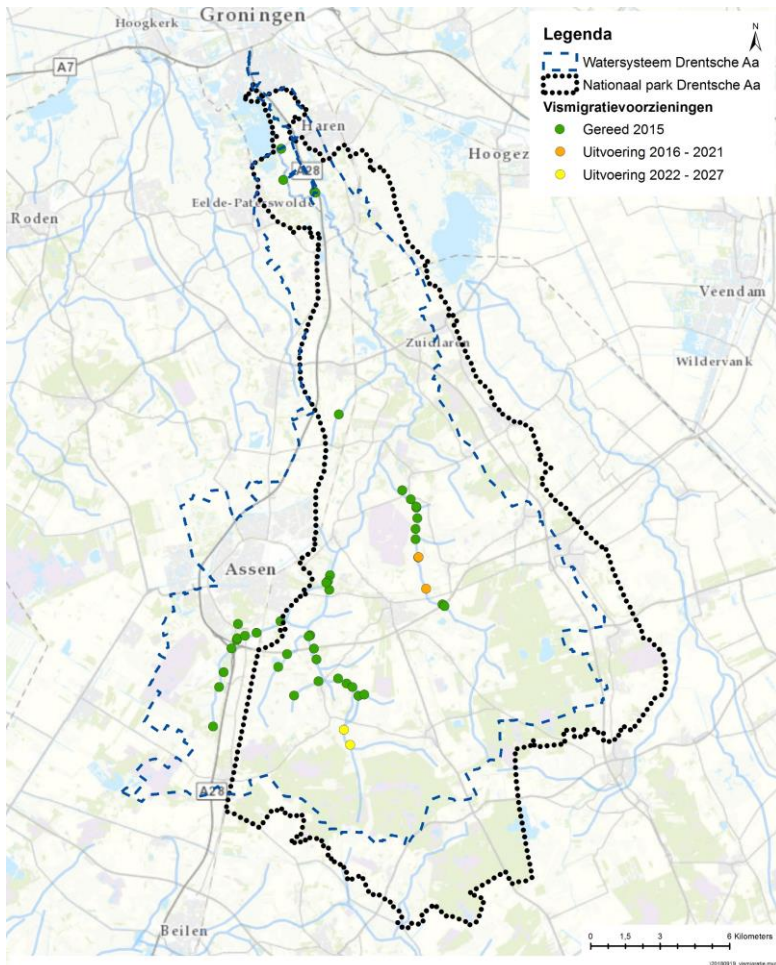 Groningen
Hoogkerk
A7
Haren
Hoogez
A28
Eelde-Paterswolde
Roden
Veendam
Zuidlaren
Wildervank
Assen
A28
Beilen
Legenda
N
Watersysteem Drentsche Aa
Nationaal park Drentsche Aa
Vismigratievoorzieningen
Gereed 2015
Uitvoering 2016 - 2021
Uitvoering 2022 - 2027
0 1,5 3 6 Kilometers